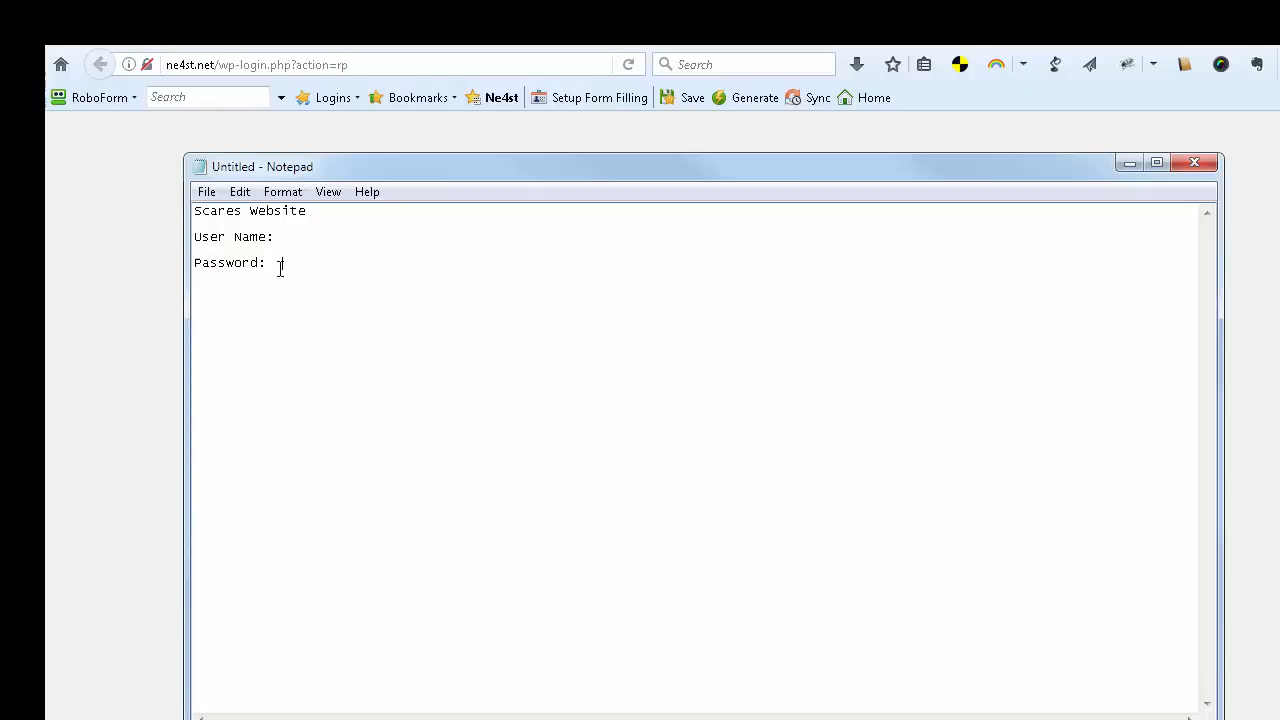 ne4st.net/wp-login.php?action=rp
Search
RoboForm
Search
Logins
Bookmarks
Ne4st
Setup Form Filling
Save
Generate
Sync
Home
Untitled - Notepad
File Edit Format View Help
Scares Website
User Name:
Password: